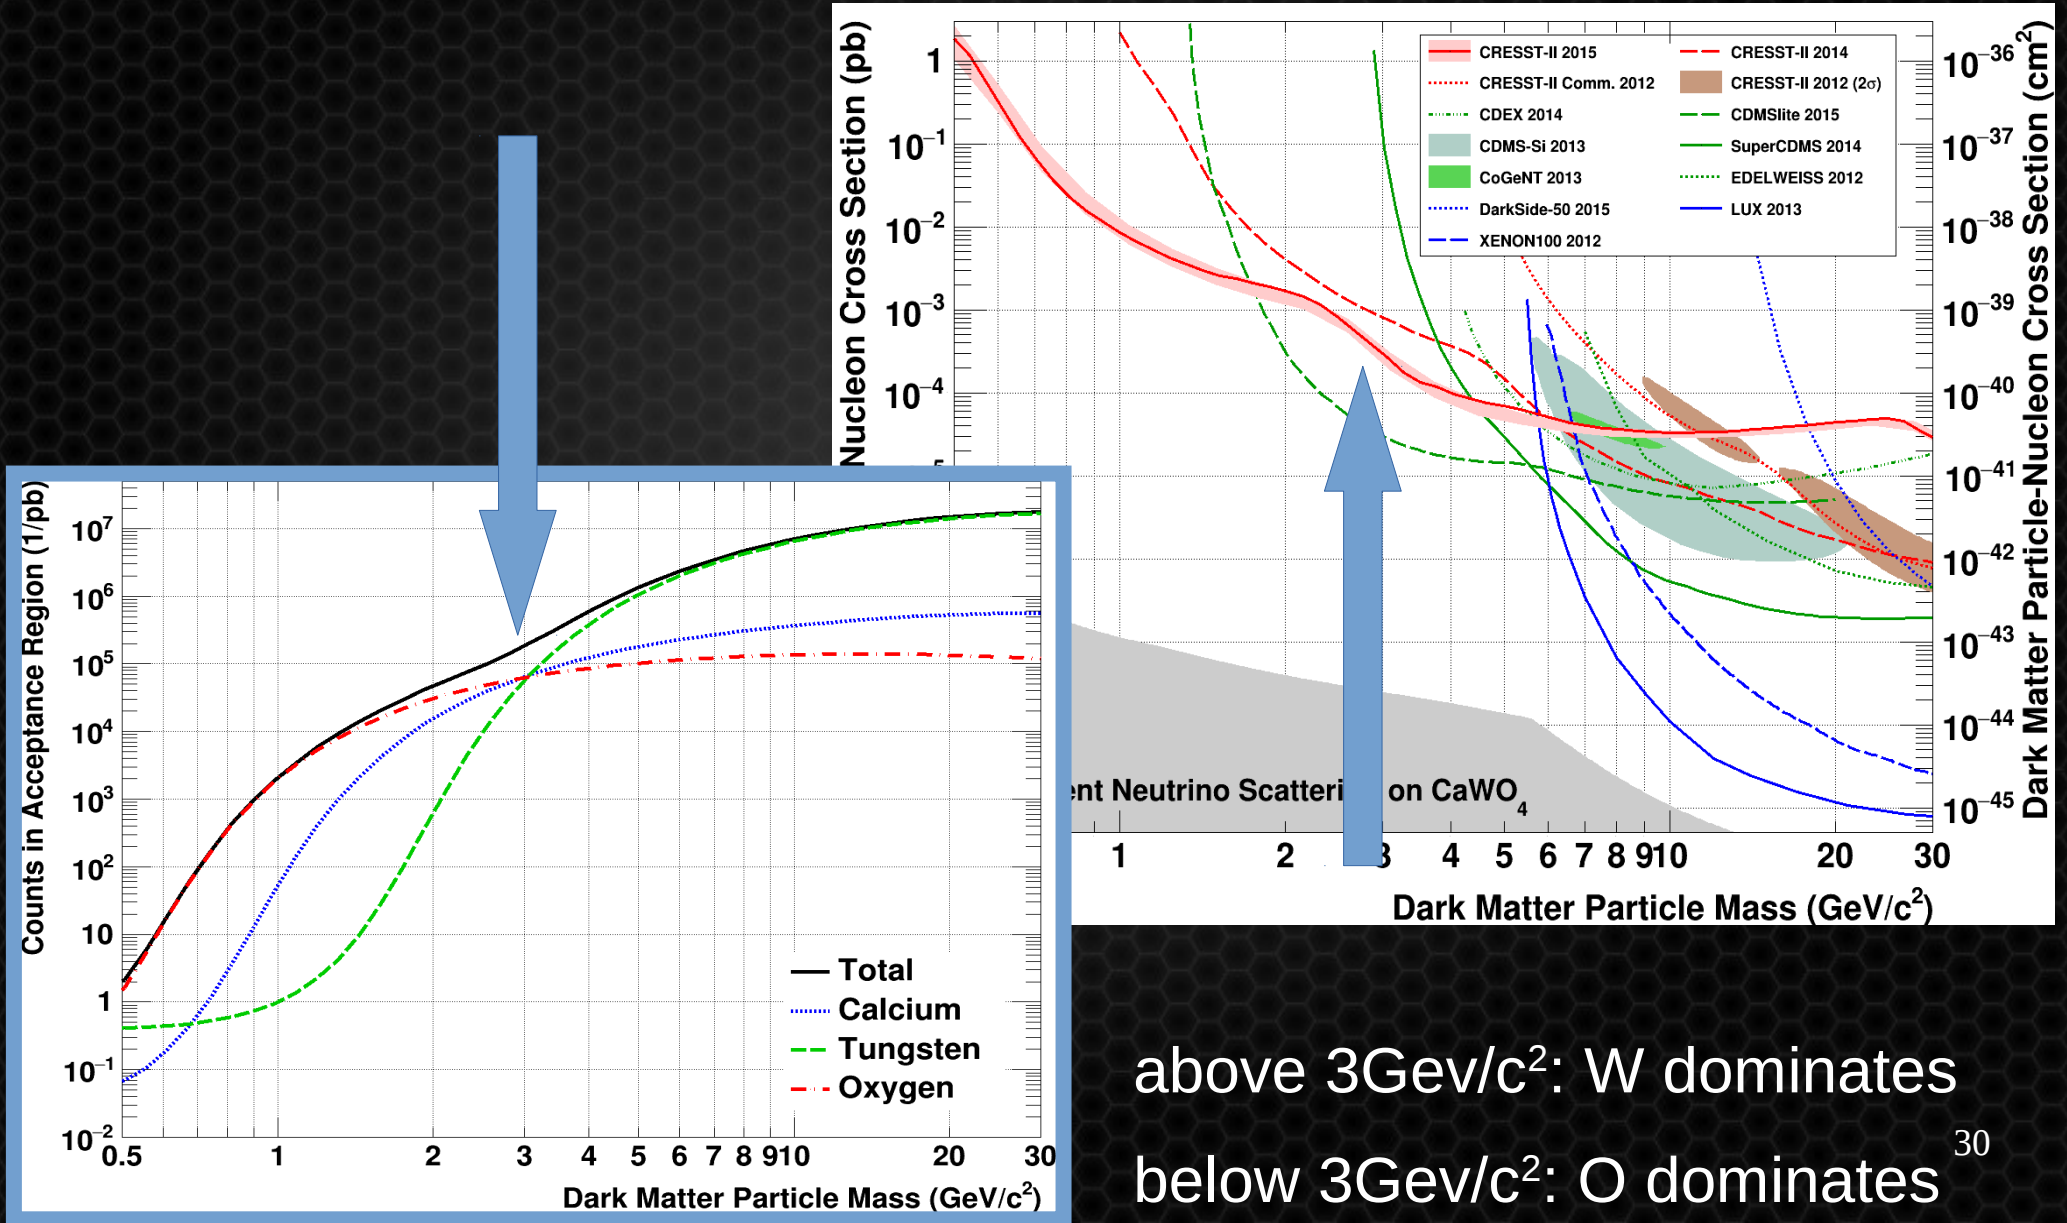 Nucleon Cross Section (pb)
1
10⁻¹
10⁻²
10⁻³
10⁻⁴
CRESST-II 2015
CRESST-II 2014
CRESST-II Comm. 2012
CRESST-II 2012 (2σ)
CDEX 2014
CDMSlite 2015
CDMS-Si 2013
SuperCDMS 2014
CoGeNT 2013
EDELWEISS 2012
DarkSide-50 2015
LUX 2013
XENON100 2012
10⁻³⁶
10⁻³⁷
10⁻³⁸
10⁻³⁹
10⁻⁴⁰
10⁻⁴¹
10⁻⁴²
10⁻⁴³
10⁻⁴⁴
10⁻⁴⁵
Dark Matter Particle-Nucleon Cross Section (cm²)
Neutrino on CaWO₄
1 2 3 4 5 6 7 8 9 10 20 30
Dark Matter Particle Mass (GeV/c²)
Counts in Acceptance Region (1/pb)
10⁷
10⁶
10⁵
10⁴
10³
10²
10
1
10⁻¹
10⁻²
Total
Calcium
Tungsten
Oxygen
0.5 1 2 3 4 5 6 7 8 9 10 20 30
Dark Matter Particle Mass (GeV/c²)
above 3Gev/c²: W dominates
below 3Gev/c²: O dominates
30